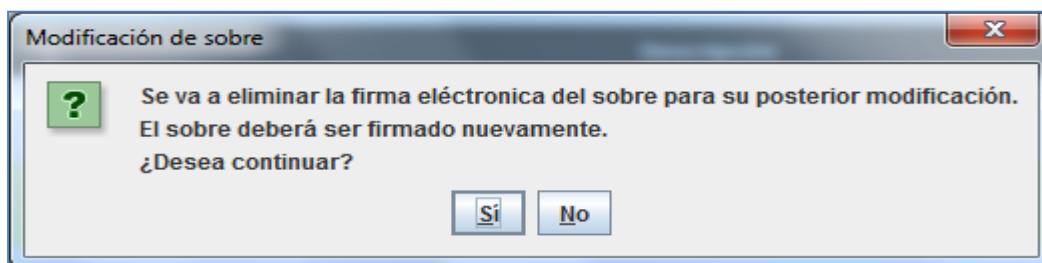 Modificación de sobre
Se va a eliminar la firma eléctronica del sobre para su posterior modificación.
El sobre deberá ser firmado nuevamente.
¿Desea continuar?
Sí
No